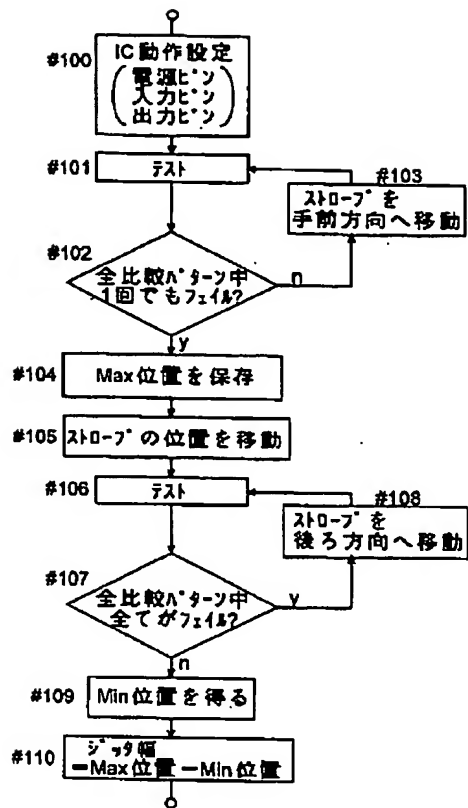 #100
IC動作設定
電源ピン
入力ピン
出力ピン
#101
テスト
#103
ストローブを
手前方向へ移動
#102
全比較パターン中
1回でもフェイル?
n
y
#104
Max位置を保存
#105
ストローブの位置を移動
#106
テスト
#108
ストローブを
後ろ方向へ移動
#107
全比較パターン中
全てがフェイル?
y
n
#109
Min位置を得る
#110
ジッタ幅
=Max位置-Min位置